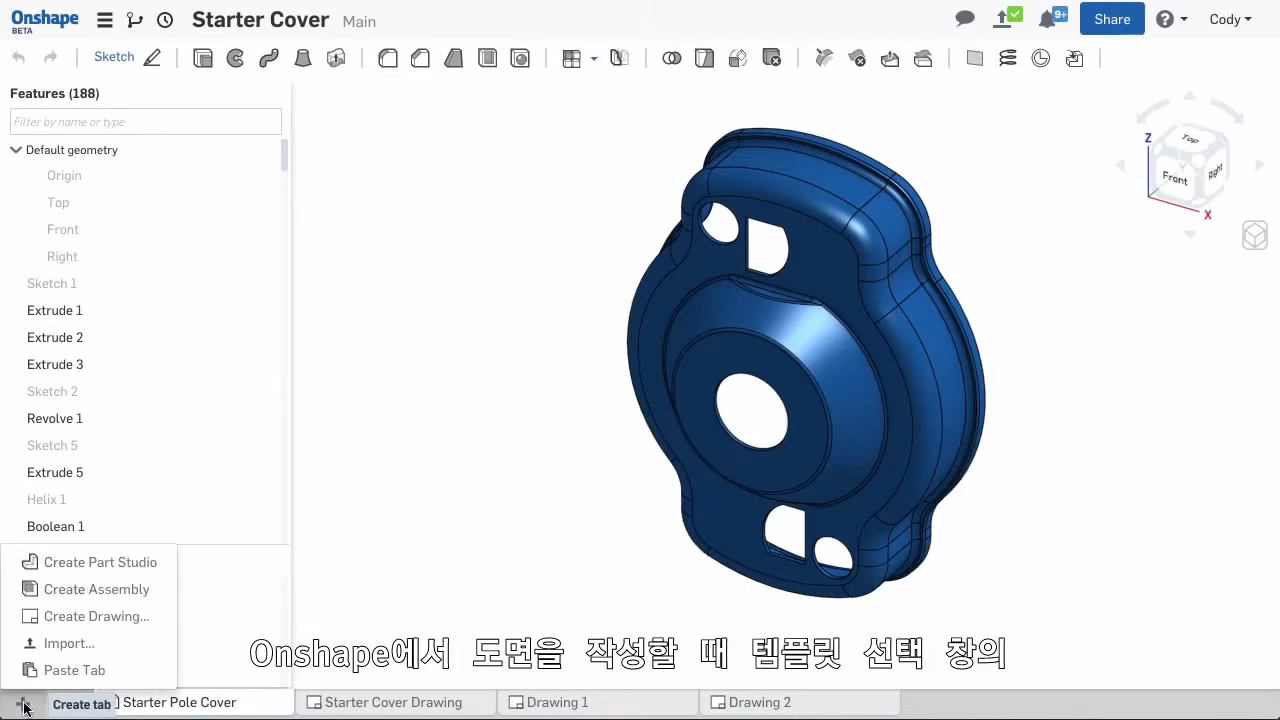 Onshape
BETA
Starter Cover Main
9+
Share
Cody
Sketch
Features (188)
Filter by name or type
Default geometry
Origin
Top
Front
Right
Sketch 1
Extrude 1
Extrude 2
Extrude 3
Sketch 2
Revolve 1
Sketch 5
Extrude 5
Helix 1
Boolean 1
Z
Top
Y
Front
Right
X
Create Part Studio
Create Assembly
Create Drawing...
Import...
Paste Tab
Onshape에서 도면을 작성할 때 템플릿 선택 창의
Create tab
Starter Pole Cover
Starter Cover Drawing
Drawing 1
Drawing 2